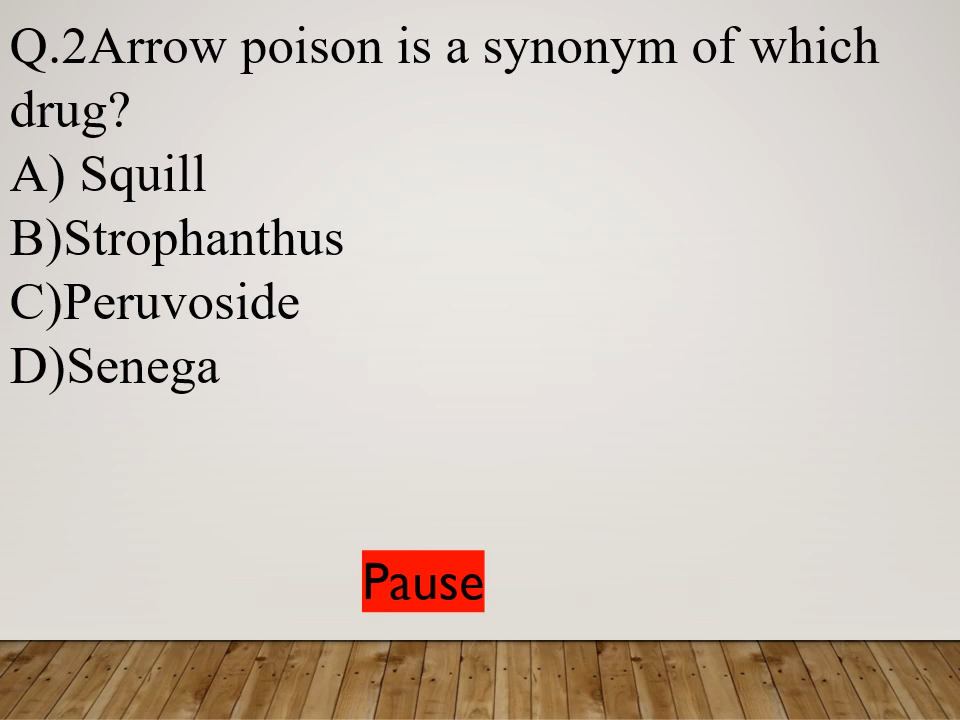 Q.2Arrow poison is a synonym of which
drug?
A) Squill
B)Strophanthus
C)Peruvoside
D)Senega
Pause